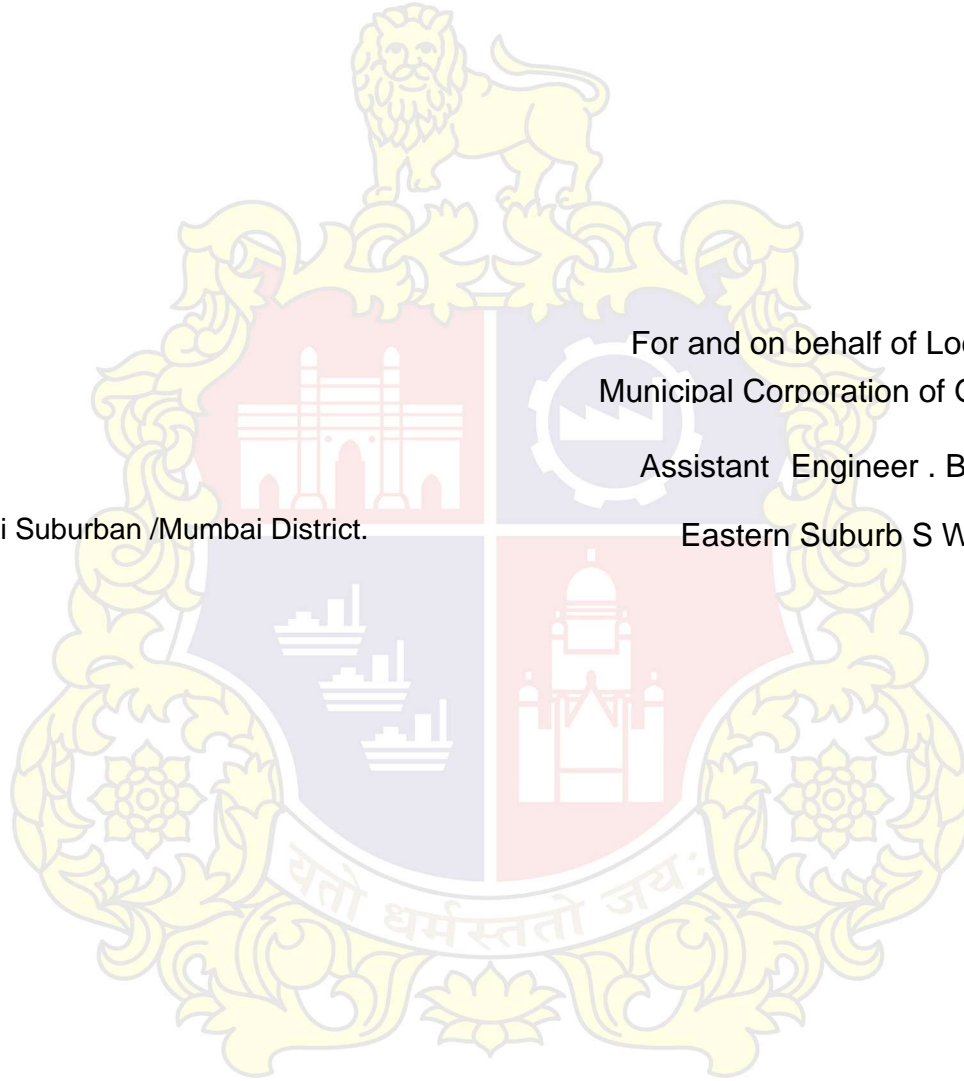 For and on behalf of Lo
Municipal Corporation of
Assistant Engineer . B
i Suburban /Mumbai District.
Eastern Suburb S W
यतो धर्मस्ततो जय: